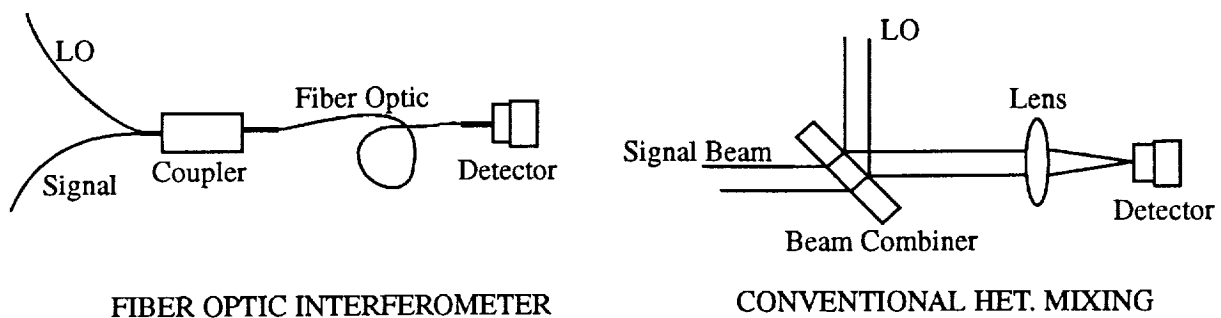 LO
Fiber Optic
Signal
Coupler
Detector
FIBER OPTIC INTERFEROMETER
LO
Lens
Signal Beam
Detector
Beam Combiner
CONVENTIONAL HET. MIXING